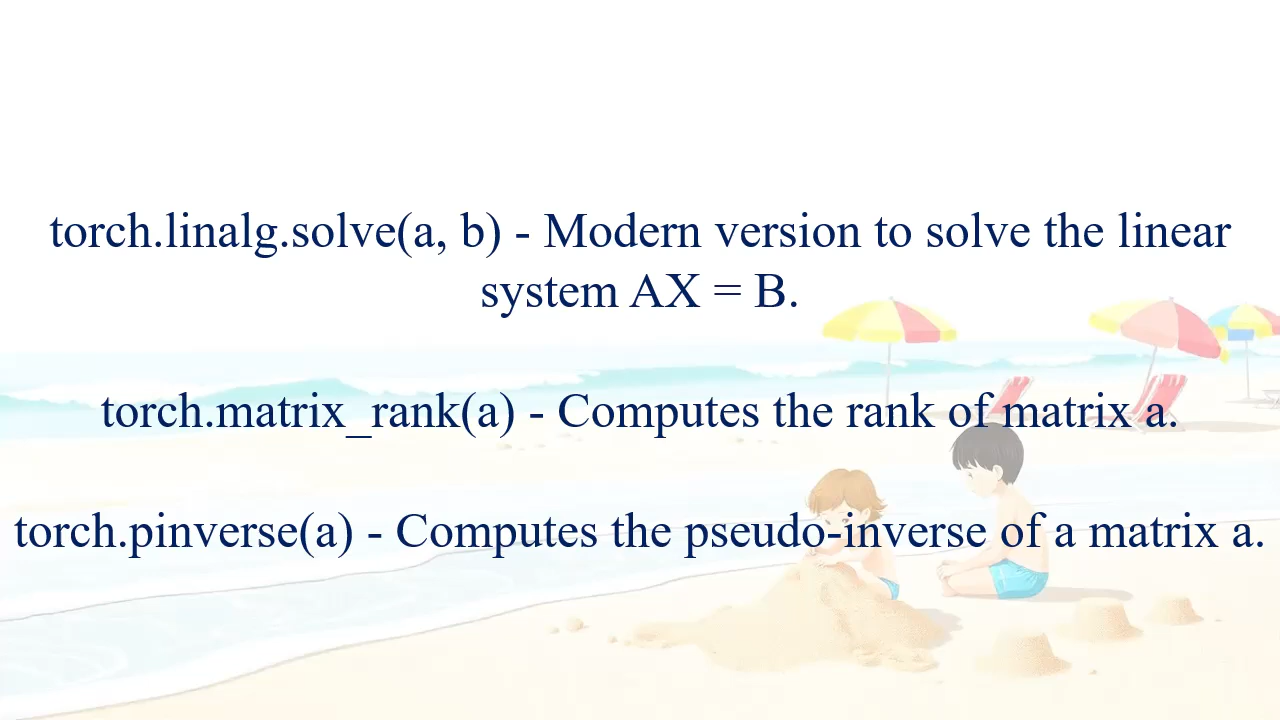 torch.linalg.solve(a, b) - Modern version to solve the linear
system AX = B.
torch.matrix_rank(a) - Computes the rank of matrix a.
torch.pinverse(a) - Computes the pseudo-inverse of a matrix a.